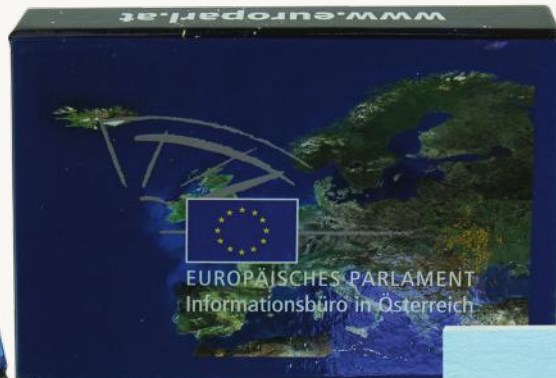 www.europarl.at
EUROPÄISCHES PARLAMENT
Informationsbüro in Österreich